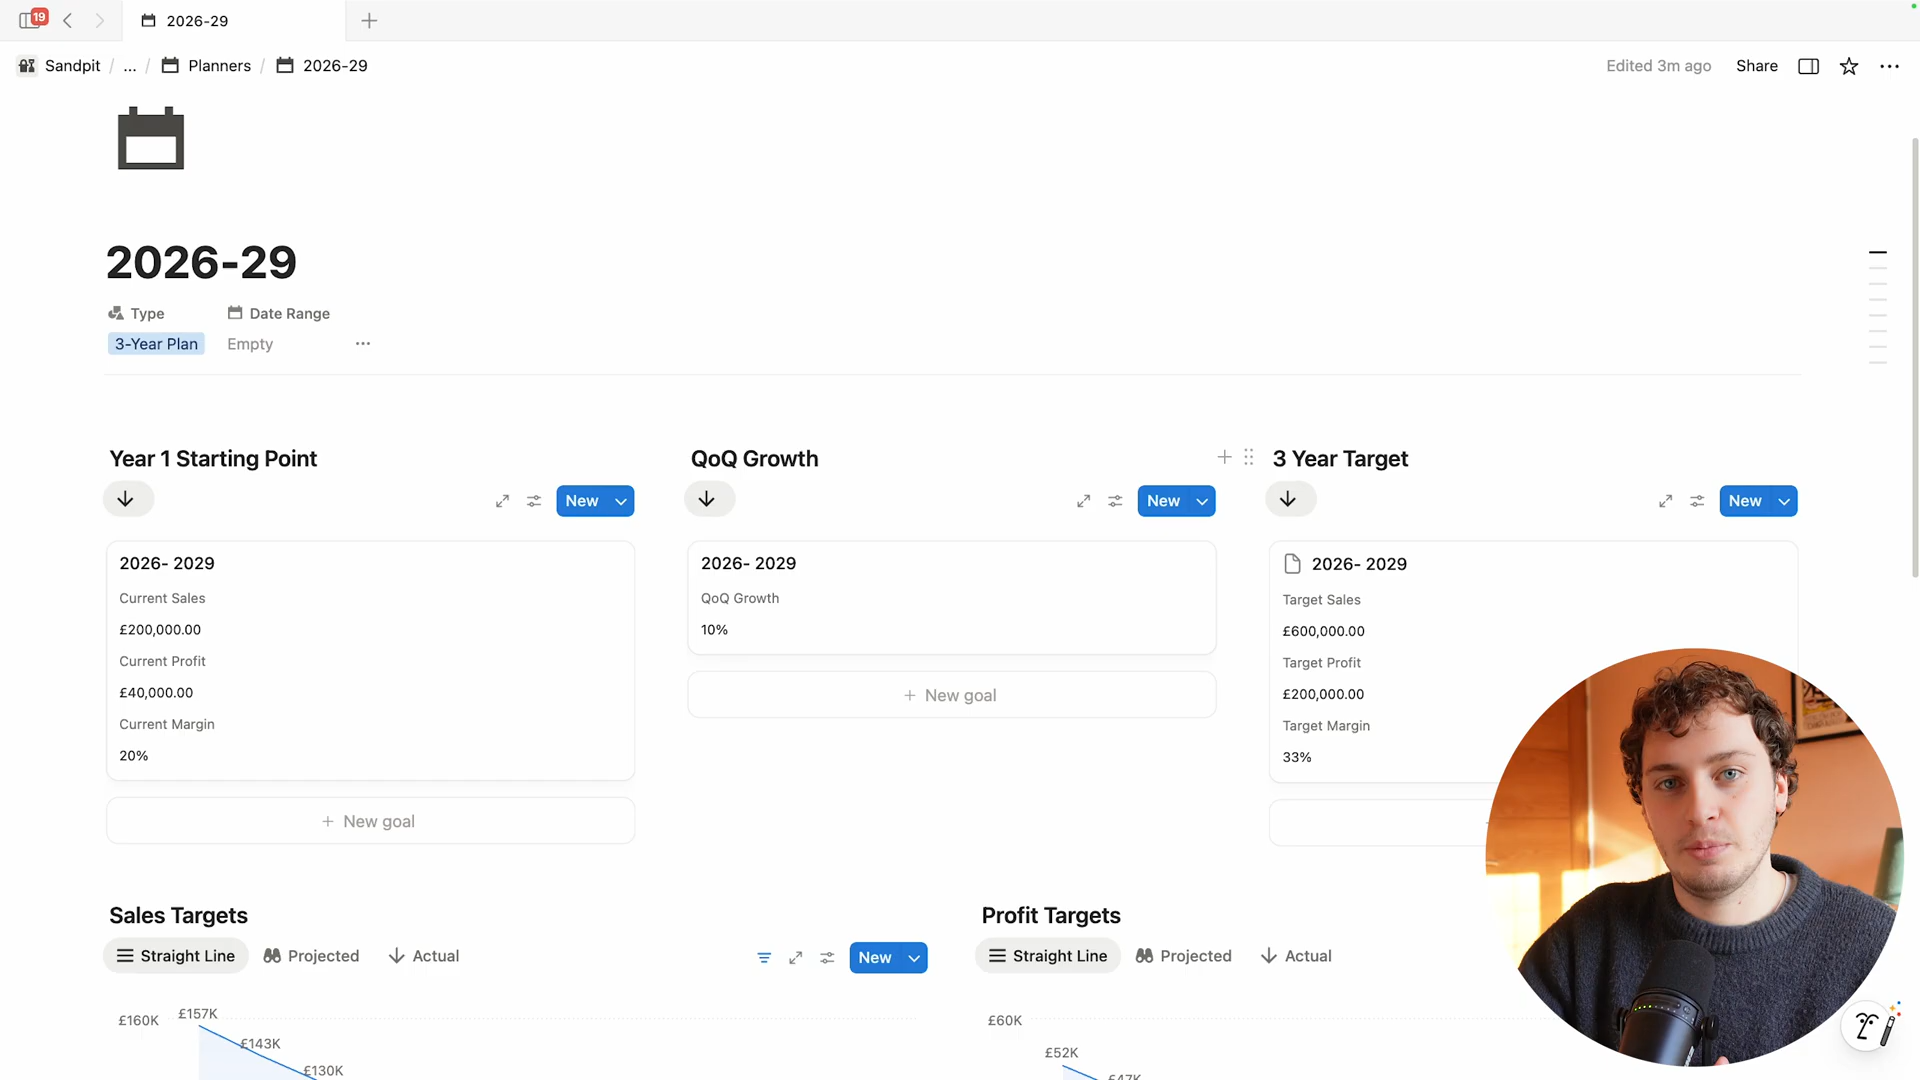 19
2026-29
Sandpit / ... / Planners / 2026-29
Edited 3m ago
Share
2026-29
Type
Date Range
3-Year Plan
Empty
Year 1 Starting Point
New
2026- 2029
Current Sales
£200,000.00
Current Profit
£40,000.00
Current Margin
20%
+ New goal
QoQ Growth
New
2026- 2029
QoQ Growth
10%
+ New goal
3 Year Target
New
2026- 2029
Target Sales
£600,000.00
Target Profit
£200,000.00
Target Margin
33%
Sales Targets
Straight Line
Projected
Actual
New
£160K
£157K
£143K
£130K
Profit Targets
Straight Line
Projected
Actual
£60K
£52K
£47K